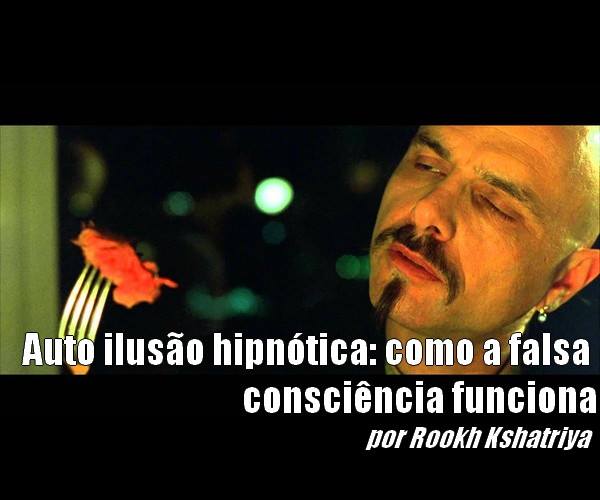 Auto ilusão hipnótica: como a falsa
consciência funciona
por Rookh Kshatriya